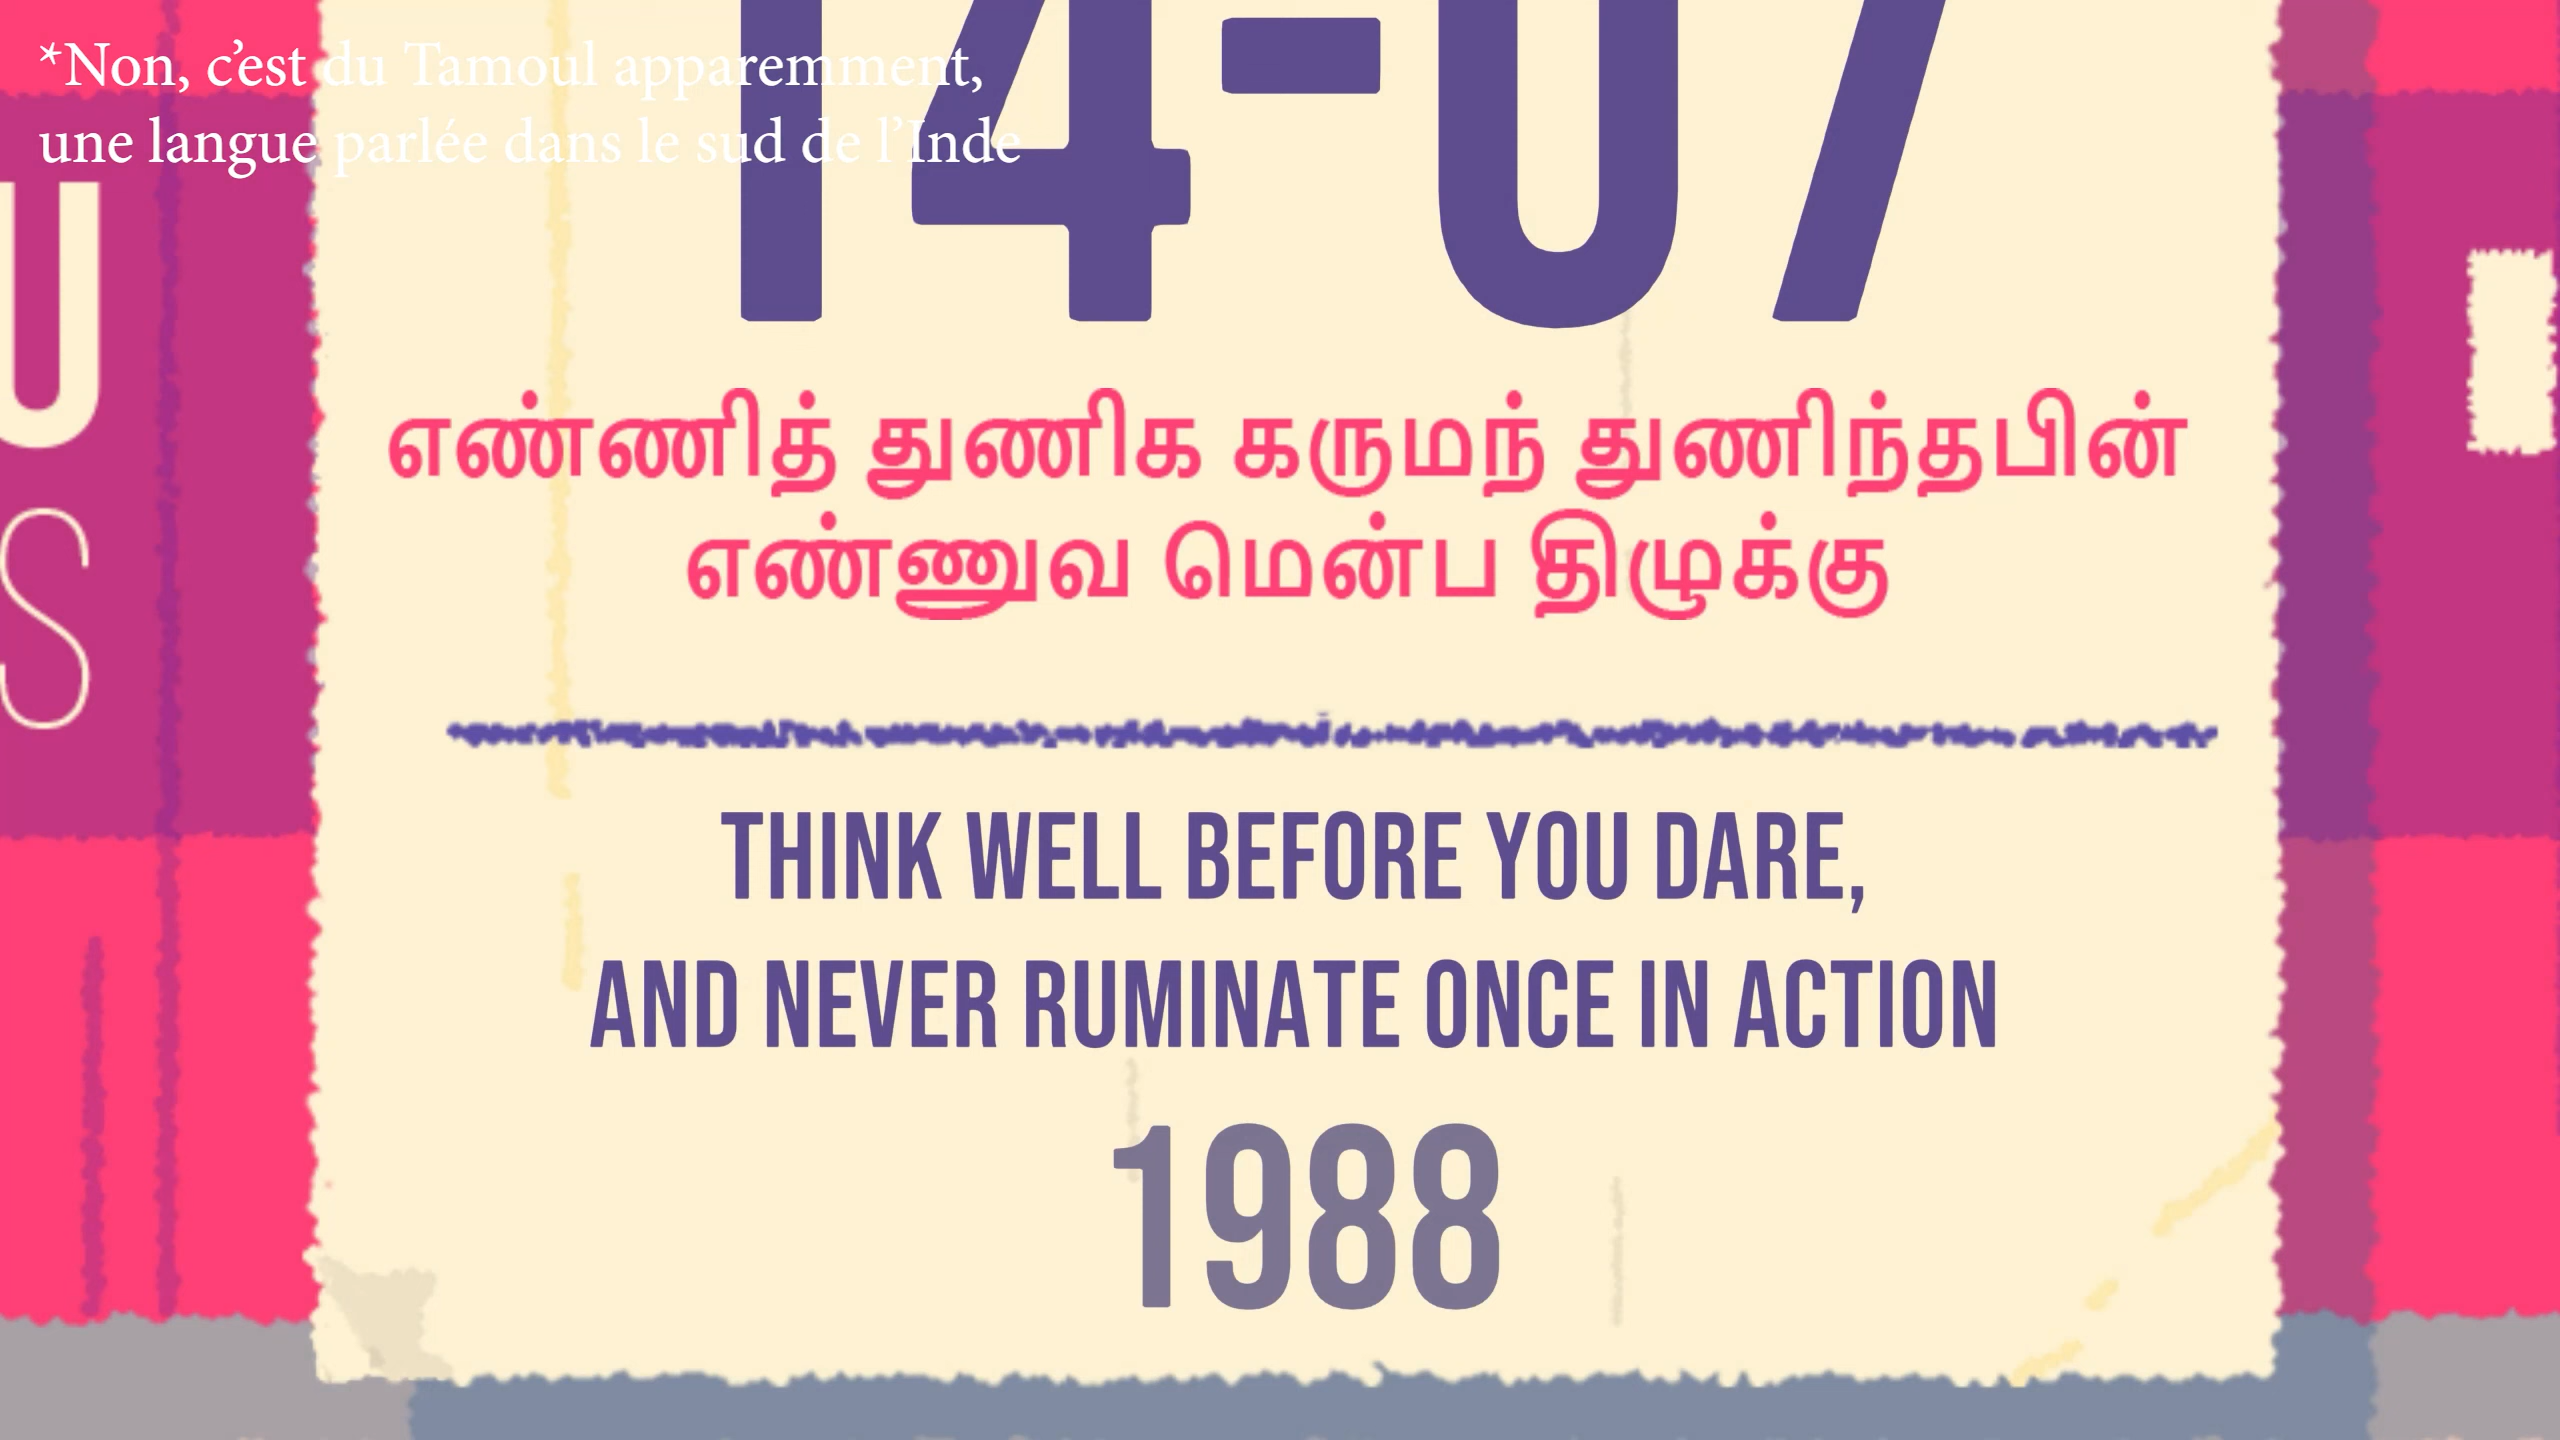 *Non, c’est du Tamoul apparemment,
une langue parlée dans le sud de l’Inde
14-07
U
S
எண்ணித் துணிக கருமந் துணிந்தபின்
எண்ணுவ மென்ப திழுக்கு
THINK WELL BEFORE YOU DARE,
AND NEVER RUMINATE ONCE IN ACTION
1988